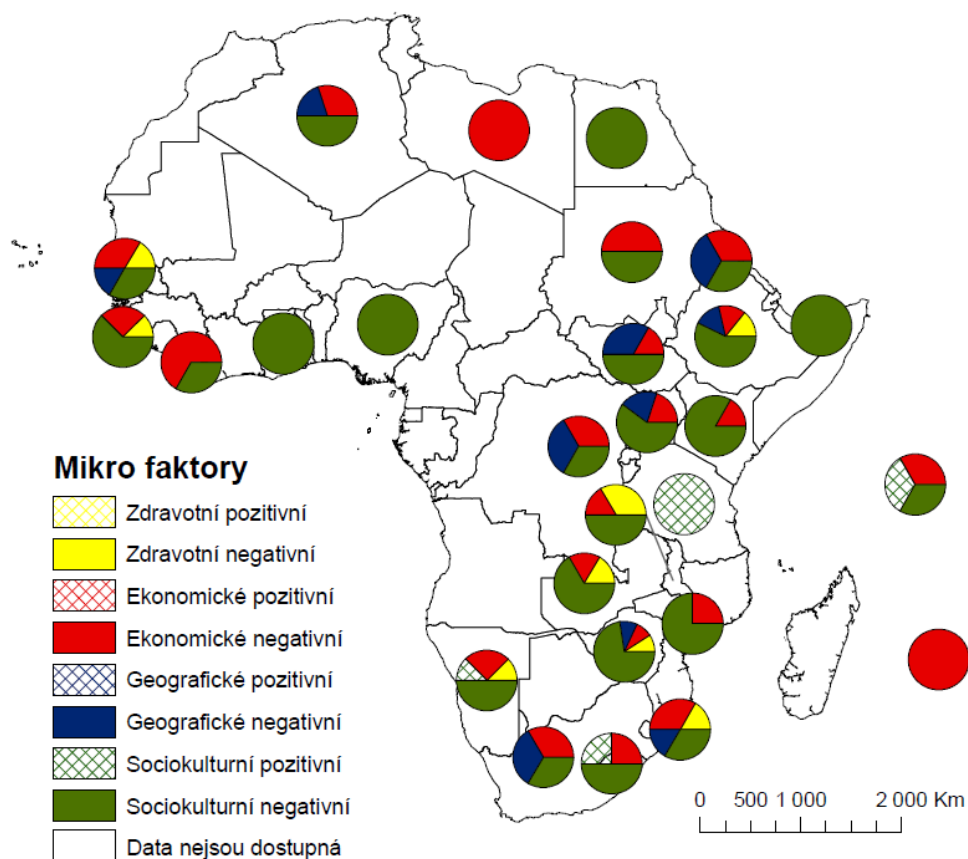 Mikro faktory
Zdravotní pozitivní
Zdravotní negativní
Ekonomické pozitivní
Ekonomické negativní
Geografické pozitivní
Geografické negativní
Sociokulturní pozitivní
Sociokulturní negativní
Data nejsou dostupná
0 500 1 000 2 000 Km